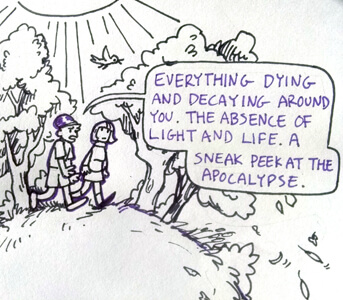 EVERYTHING DYING
AND DECAYING AROUND
YOU. THE ABSENCE OF
LIGHT AND LIFE. A
SNEAK PEEK AT THE
APOCALYPSE.